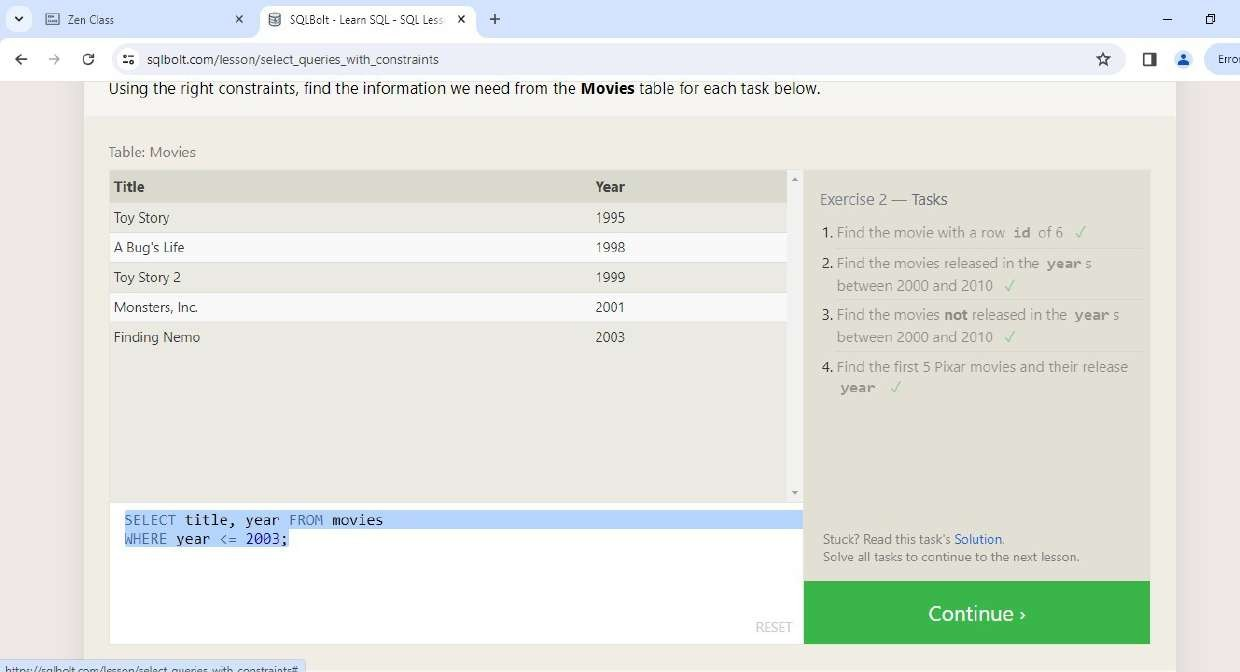 Zen Class
SQLBolt - Learn SQL - SQL Less
sqlbolt.com/lesson/select_queries_with_constraints
Error
Using the right constraints, find the information we need from the Movies table for each task below.
Table: Movies
Title Year
Toy Story 1995
A Bug's Life 1998
Toy Story 2 1999
Monsters, Inc. 2001
Finding Nemo 2003
SELECT title, year FROM movies
WHERE year <= 2003;
RESET
Exercise 2 — Tasks
1. Find the movie with a row id of 6 ✓
2. Find the movies released in the year s
between 2000 and 2010 ✓
3. Find the movies not released in the year s
between 2000 and 2010 ✓
4. Find the first 5 Pixar movies and their release
year ✓
Stuck? Read this task's Solution.
Solve all tasks to continue to the next lesson.
Continue ›
https://sqlbolt.com/lesson/select_queries_with_constraints#